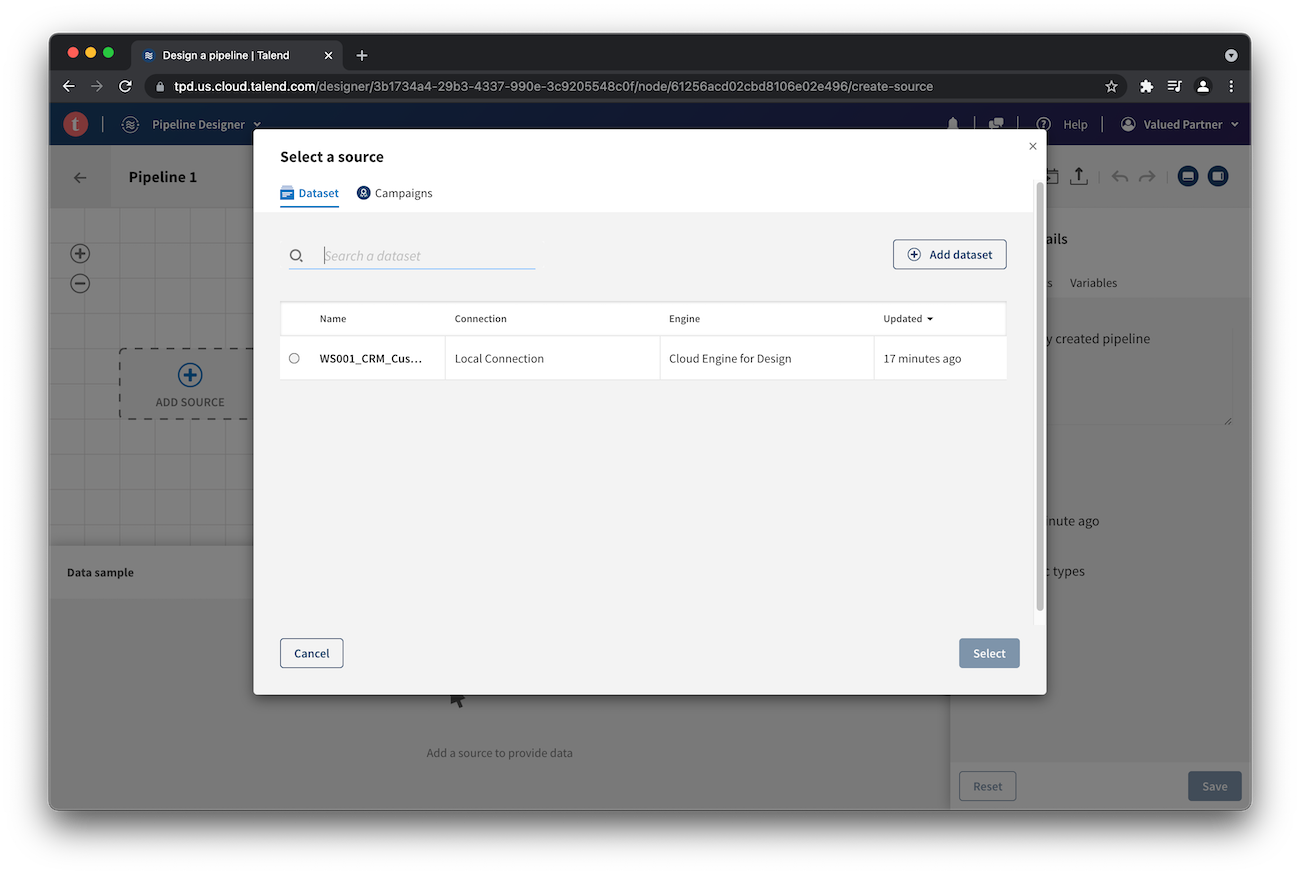 Design a pipeline | Talend
tpd.us.cloud.talend.com/designer/3b1734a4-29b3-4337-990e-3c9205548c0f/node/61256acd02cbd8106e02e496/create-source
t Pipeline Designer Help Valued Partner
Pipeline 1
Select a source
Dataset Campaigns
Search a dataset
Add dataset
Name Connection Engine Updated
WS001_CRM_Cus... Local Connection Cloud Engine for Design 17 minutes ago
Cancel Select
ADD SOURCE
Data sample
Add a source to provide data
ails
s Variables
y created pipeline
nute ago
types
Reset Save